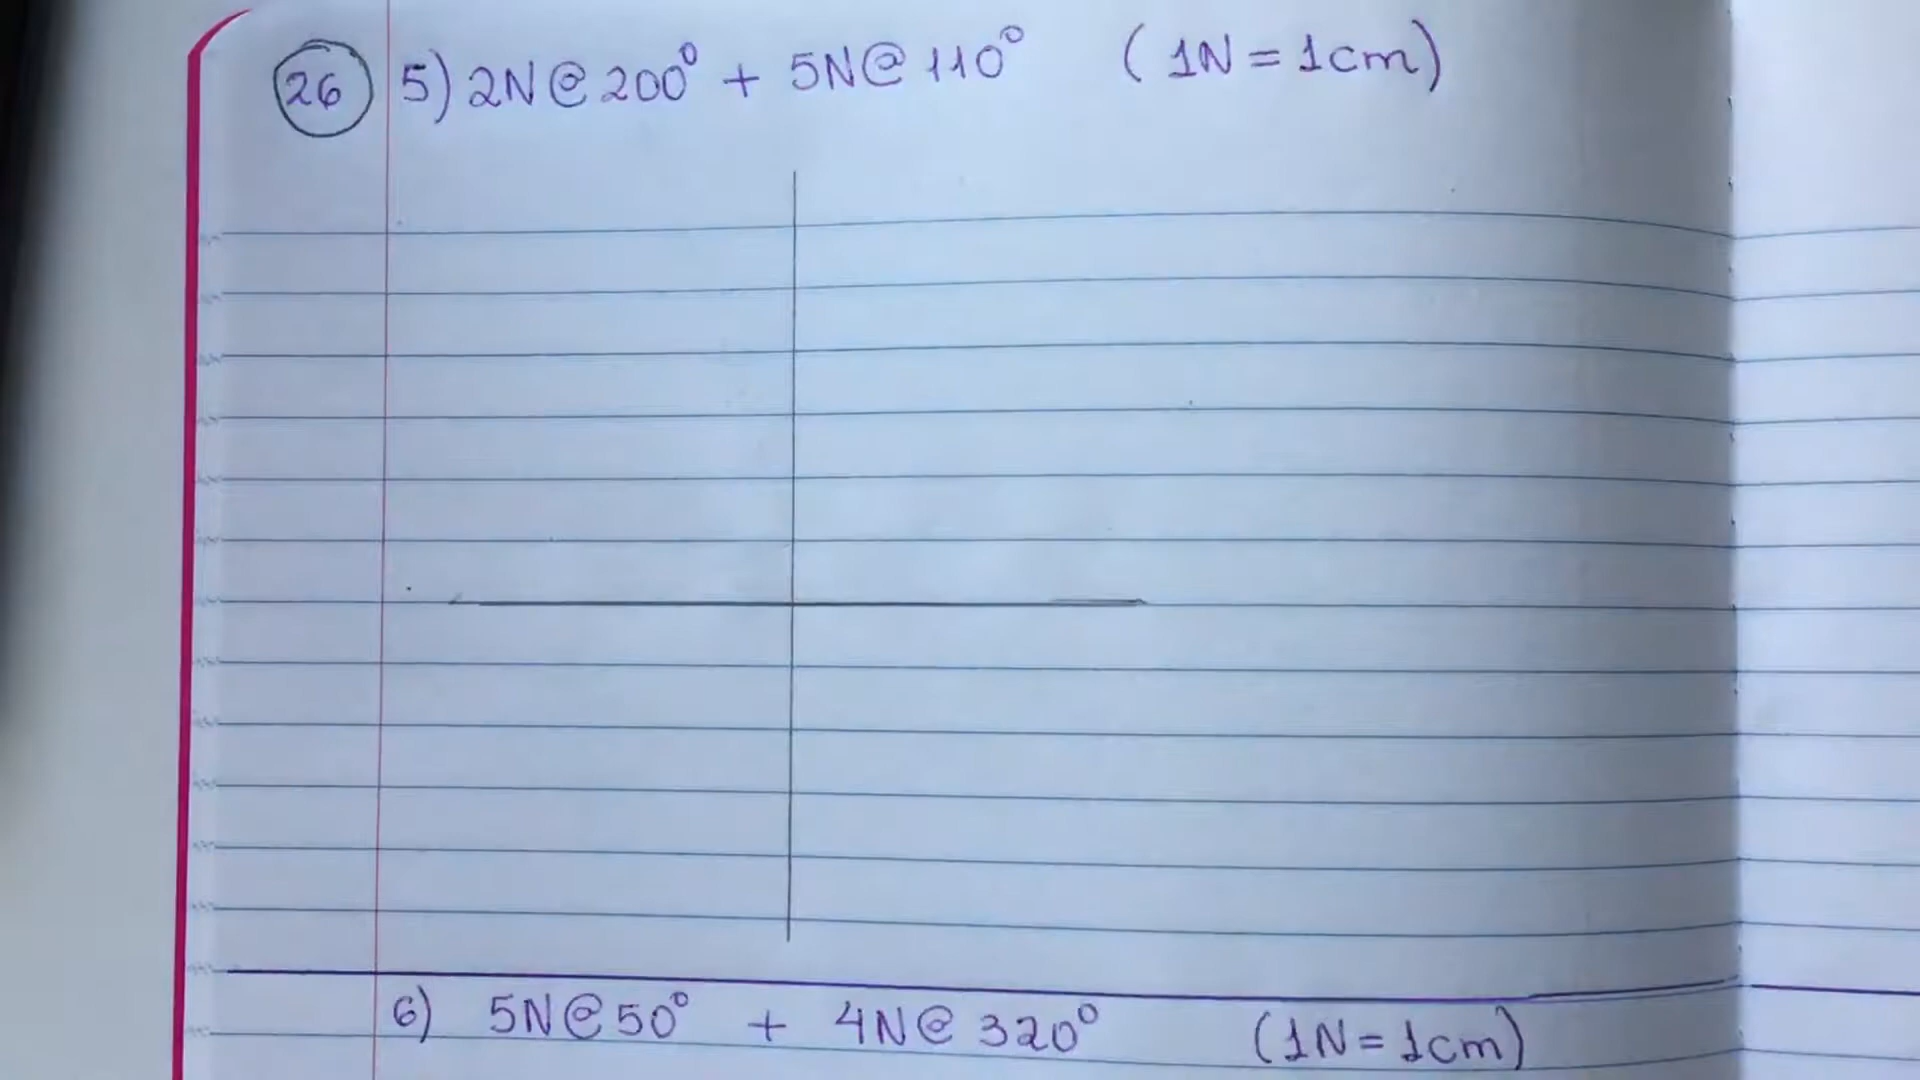 26 5) 2N@200° + 5N@110° (1N = 1cm)
6) 5N@50° + 4N@320° (1N = 1cm)